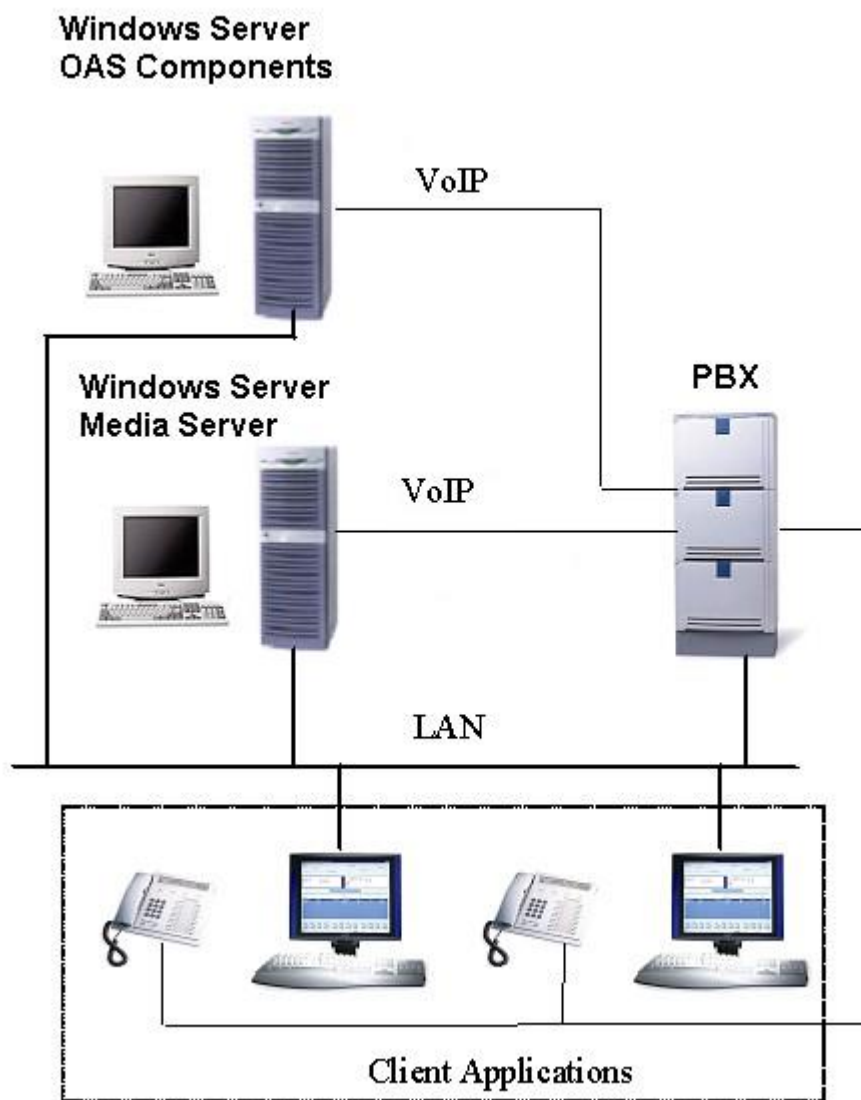 Windows Server
OAS Components
VoIP
Windows Server
Media Server
PBX
VoIP
LAN
Client Applications